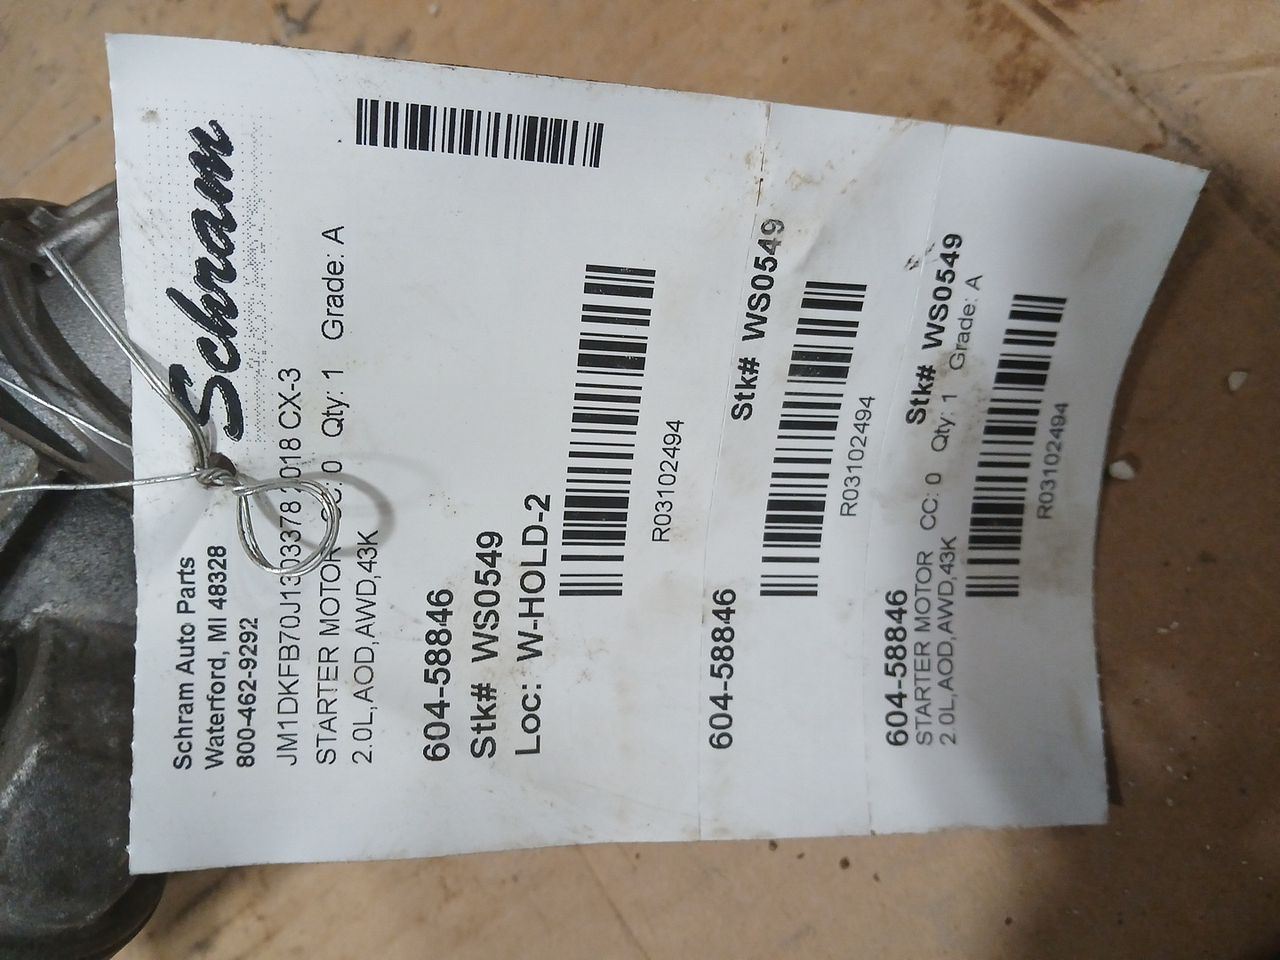 Schram
Schram Auto Parts
Waterford, MI 48328
800-462-9292
JM1DKFB70J1303378 2018 CX-3
STARTER MOTOR CC: 0 Qty: 1 Grade: A
2.0L,AOD,AWD,43K
604-58846
Stk# WS0549
Loc: W-HOLD-2
R03102494
604-58846 Stk# WS0549
R03102494
604-58846 Stk# WS0549
STARTER MOTOR CC: 0 Qty: 1 Grade: A
2.0L,AOD,AWD,43K
R03102494